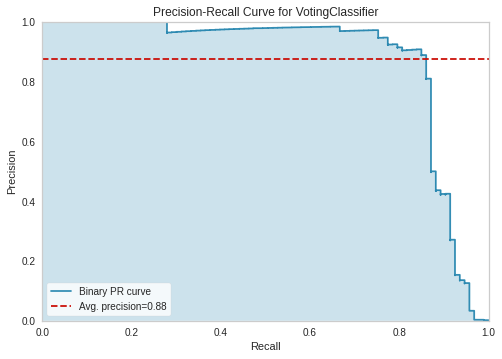 Precision-Recall Curve for VotingClassifier
1.0
0.8
0.6
0.4
0.2
0.0
Precision
Binary PR curve
Avg. precision=0.88
0.0 0.2 0.4 0.6 0.8 1.0
Recall